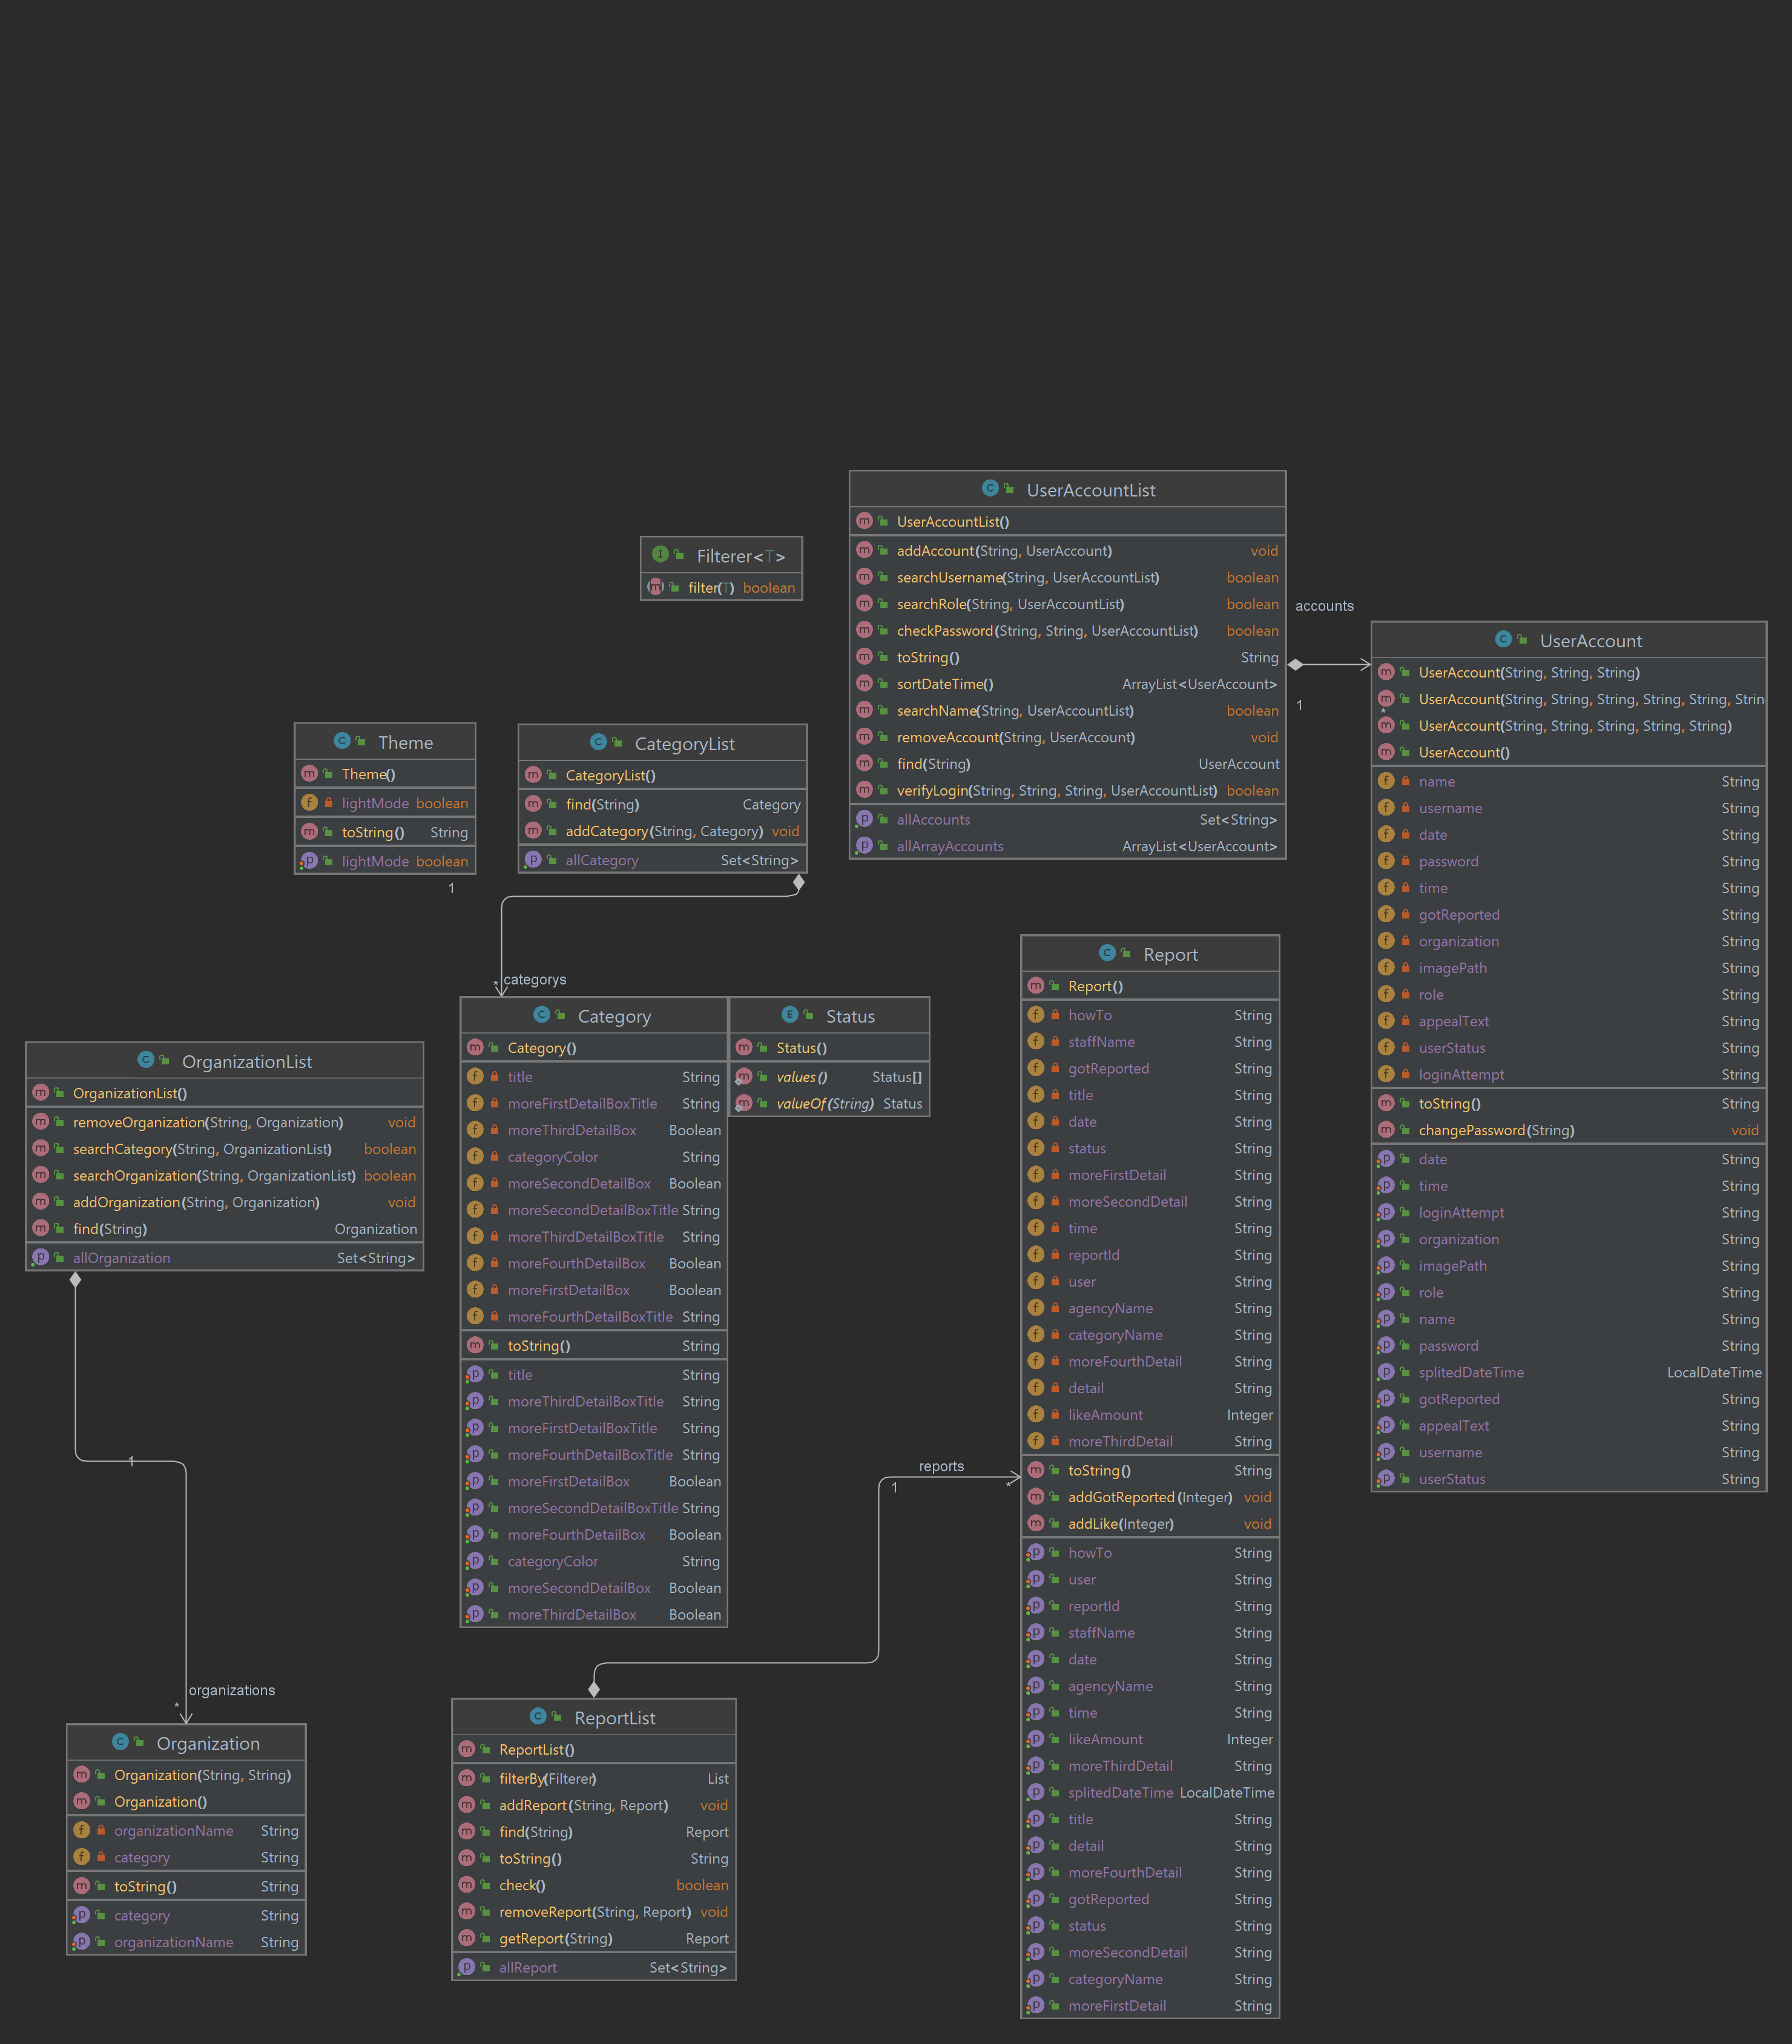 UserAccountList
UserAccountList()
addAccount(String, UserAccount) void
searchUsername(String, UserAccountList) boolean
searchRole(String, UserAccountList) boolean
checkPassword(String, String, UserAccountList) boolean
toString() String
sortDateTime() ArrayList<UserAccount>
searchName(String, UserAccountList) boolean
removeAccount(String, UserAccount) void
find(String) UserAccount
verifyLogin(String, String, String, UserAccountList) boolean
allAccounts Set<String>
allArrayAccounts ArrayList<UserAccount>
Filterer<T>
filter(T) boolean
accounts
1
*
UserAccount
UserAccount(String, String, String)
UserAccount(String, String, String, String, String, Strin
UserAccount(String, String, String, String, String)
UserAccount()
name String
username String
date String
password String
time String
gotReported String
organization String
imagePath String
role String
appealText String
userStatus String
loginAttempt String
toString() String
changePassword(String) void
date String
time String
loginAttempt String
organization String
imagePath String
role String
name String
password String
splitedDateTime LocalDateTime
gotReported String
appealText String
username String
userStatus String
Theme
Theme()
lightMode boolean
toString() String
lightMode boolean
CategoryList
CategoryList()
find(String) Category
addCategory(String, Category) void
allCategory Set<String>
1
* categorys
Category
Category()
title String
moreFirstDetailBoxTitle String
moreThirdDetailBox Boolean
categoryColor String
moreSecondDetailBox Boolean
moreSecondDetailBoxTitle String
moreThirdDetailBoxTitle String
moreFourthDetailBox Boolean
moreFirstDetailBox Boolean
moreFourthDetailBoxTitle String
toString() String
title String
moreThirdDetailBoxTitle String
moreFirstDetailBoxTitle String
moreFourthDetailBoxTitle String
moreFirstDetailBox Boolean
moreSecondDetailBoxTitle String
moreFourthDetailBox Boolean
categoryColor String
moreSecondDetailBox Boolean
moreThirdDetailBox Boolean
Status
Status()
values() Status[]
valueOf(String) Status
Report
Report()
howTo String
staffName String
gotReported String
title String
date String
status String
moreFirstDetail String
moreSecondDetail String
time String
reportId String
user String
agencyName String
categoryName String
moreFourthDetail String
detail String
likeAmount Integer
moreThirdDetail String
toString() String
addGotReported(Integer) void
addLike(Integer) void
howTo String
user String
reportId String
staffName String
date String
agencyName String
time String
likeAmount Integer
moreThirdDetail String
splitedDateTime LocalDateTime
title String
detail String
moreFourthDetail String
gotReported String
status String
moreSecondDetail String
categoryName String
moreFirstDetail String
OrganizationList
OrganizationList()
removeOrganization(String, Organization) void
searchCategory(String, OrganizationList) boolean
searchOrganization(String, OrganizationList) boolean
addOrganization(String, Organization) void
find(String) Organization
allOrganization Set<String>
1
organizations
*
Organization
Organization(String, String)
Organization()
organizationName String
category String
toString() String
category String
organizationName String
reports
1
*
ReportList
ReportList()
filterBy(Filterer) List
addReport(String, Report) void
find(String) Report
toString() String
check() boolean
removeReport(String, Report) void
getReport(String) Report
allReport Set<String>